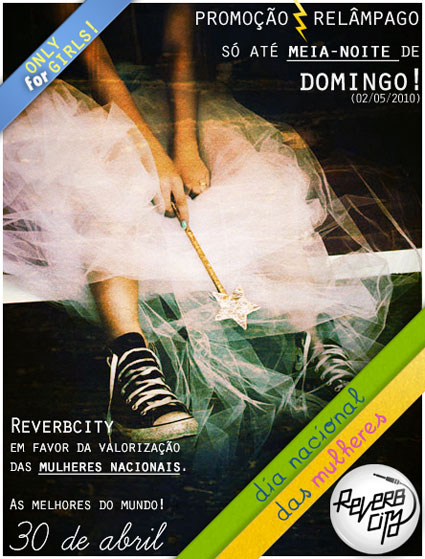 ONLY
for GIRLS!
PROMOÇÃO RELÂMPAGO
SÓ ATÉ MEIA-NOITE DE
DOMINGO!
(02/05/2010)
REVERBCITY
EM FAVOR DA VALORIZAÇÃO
DAS MULHERES NACIONAIS.
AS MELHORES DO MUNDO!
30 de abril
dia nacional
das mulheres
REVERB
CITY